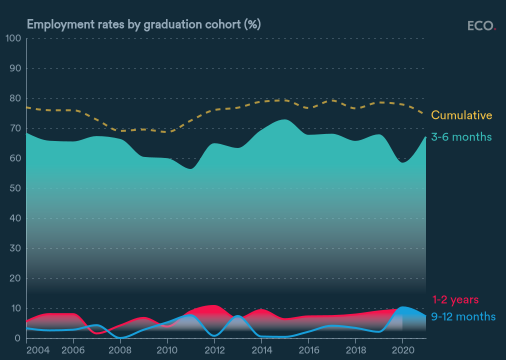 Employment rates by graduation cohort (%)
ECO.
100
90
80
70
60
50
40
30
20
10
0
Cumulative
3-6 months
1-2 years
9-12 months
2004 2006 2008 2010 2012 2014 2016 2018 2020